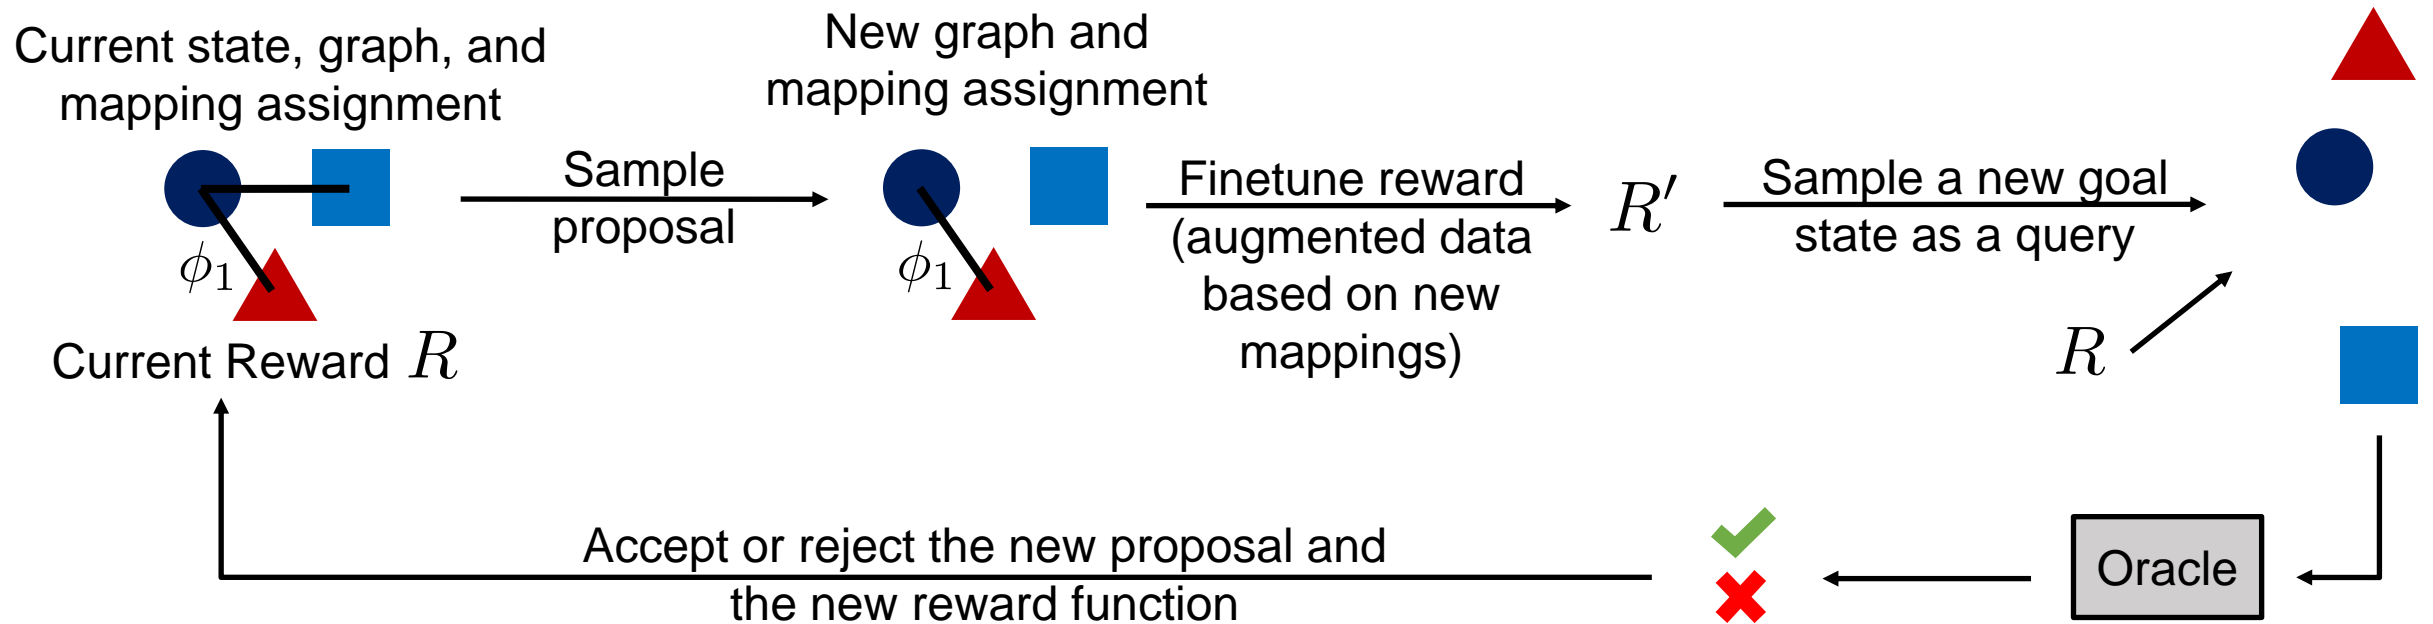 Current state, graph, and
mapping assignment
ϕ₁
Current Reward R
Sample
proposal
New graph and
mapping assignment
ϕ₁
Finetune reward
(augmented data
based on new
mappings)
R′
Sample a new goal
state as a query
R
Oracle
Accept or reject the new proposal and
the new reward function